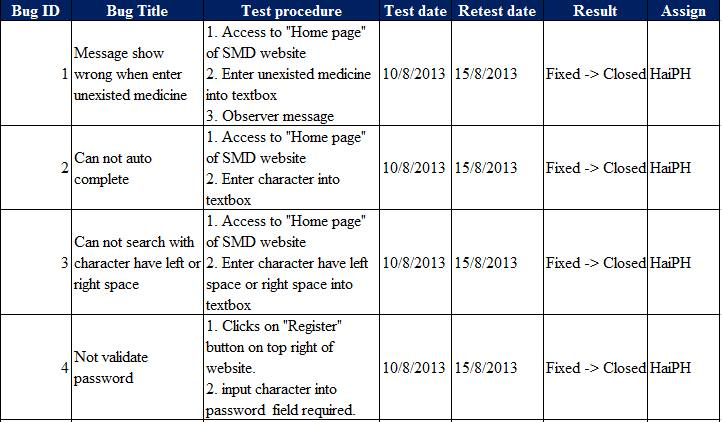 Bug ID Bug Title Test procedure Test date Retest date Result Assign
1
Message show
wrong when enter
unexisted medicine
1. Access to "Home page"
of SMD website
2. Enter unexisted medicine
into textbox
3. Observer message
10/8/2013 15/8/2013 Fixed -> Closed HaiPH
2
Can not auto
complete
1. Access to "Home page"
of SMD website
2. Enter character into
textbox
10/8/2013 15/8/2013 Fixed -> Closed HaiPH
3
Can not search with
character have left or
right space
1. Access to "Home page"
of SMD website
2. Enter character have left
space or right space into
textbox
10/8/2013 15/8/2013 Fixed -> Closed HaiPH
4
Not validate
password
1. Clicks on "Register"
button on top right of
website.
2. input character into
password field required.
10/8/2013 15/8/2013 Fixed -> Closed HaiPH